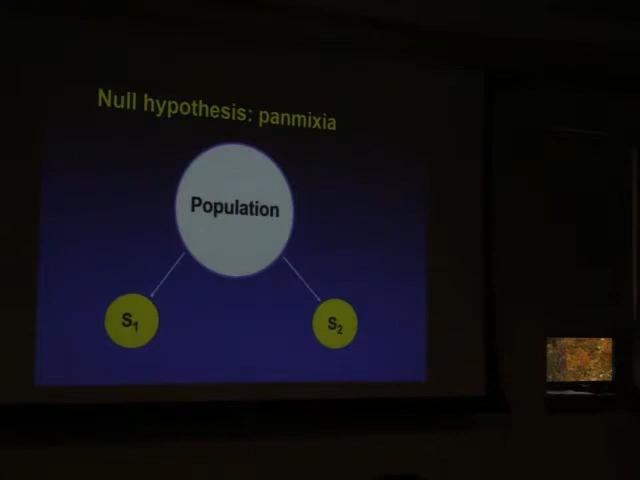 Null hypothesis: panmixia
Population
S₁
S₂